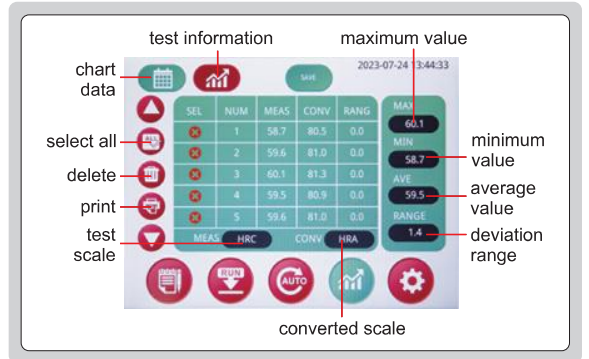 test information
maximum value
chart
data
SAVE
2023-07-24 13:44:33
select all
delete
print
test
scale
ALL
SEL NUM MEAS CONV RANG
1 58.7 80.5 0.0
2 59.6 81.0 0.0
3 60.1 81.3 0.0
4 59.5 80.9 0.0
5 59.6 81.0 0.0
MEAS HRC CONV HRA
MAX
60.1
MIN
58.7
AVE
59.5
RANGE
1.4
minimum
value
average
value
deviation
range
RUN
AUTO
converted scale